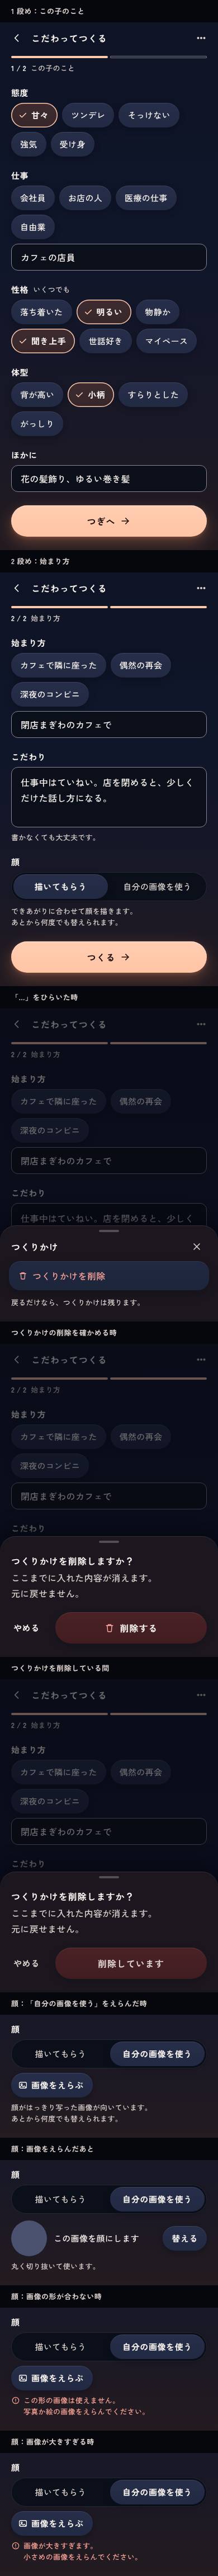 1 段め：この子のこと
こだわってつくる
1 / 2 この子のこと
態度
甘々 ツンデレ そっけない
強気 受け身
仕事
会社員 お店の人 医療の仕事
自由業
カフェの店員
性格 いくつでも
落ち着いた 明るい 物静か
聞き上手 世話好き マイペース
体型
背が高い 小柄 すらりとした
がっしり
ほかに
花の髪飾り、ゆるい巻き髪
つぎへ →
2 段め：始まり方
こだわってつくる
2 / 2 始まり方
始まり方
カフェで隣に座った 偶然の再会
深夜のコンビニ
閉店まぎわのカフェで
こだわり
仕事中はていねい。店を閉めると、少しく
だけた話し方になる。
書かなくても大丈夫です。
顔
描いてもらう 自分の画像を使う
できあがりに合わせて顔を描きます。
あとから何度でも替えられます。
つくる →
「…」をひらいた時
こだわってつくる
2 / 2 始まり方
始まり方
カフェで隣に座った 偶然の再会
深夜のコンビニ
閉店まぎわのカフェで
こだわり
仕事中はていねい。店を閉めると、少しく
つくりかけ
つくりかけを削除
戻るだけなら、つくりかけは残ります。
つくりかけの削除を確かめる時
こだわってつくる
2 / 2 始まり方
始まり方
カフェで隣に座った 偶然の再会
深夜のコンビニ
閉店まぎわのカフェで
こだわり
つくりかけを削除しますか？
ここまでに入れた内容が消えます。
元に戻せません。
やめる 削除する
つくりかけを削除している間
こだわってつくる
2 / 2 始まり方
始まり方
カフェで隣に座った 偶然の再会
深夜のコンビニ
閉店まぎわのカフェで
こだわり
つくりかけを削除しますか？
ここまでに入れた内容が消えます。
元に戻せません。
やめる 削除しています
顔：「自分の画像を使う」をえらんだ時
顔
描いてもらう 自分の画像を使う
画像をえらぶ
顔がはっきり写った画像が向いています。
あとから何度でも替えられます。
顔：画像をえらんだあと
顔
描いてもらう 自分の画像を使う
この画像を顔にします 替える
丸く切り抜いて使います。
顔：画像の形が合わない時
顔
描いてもらう 自分の画像を使う
画像をえらぶ
この形の画像は使えません。
写真か絵の画像をえらんでください。
顔：画像が大きすぎる時
顔
描いてもらう 自分の画像を使う
画像をえらぶ
画像が大きすぎます。
小さめの画像をえらんでください。